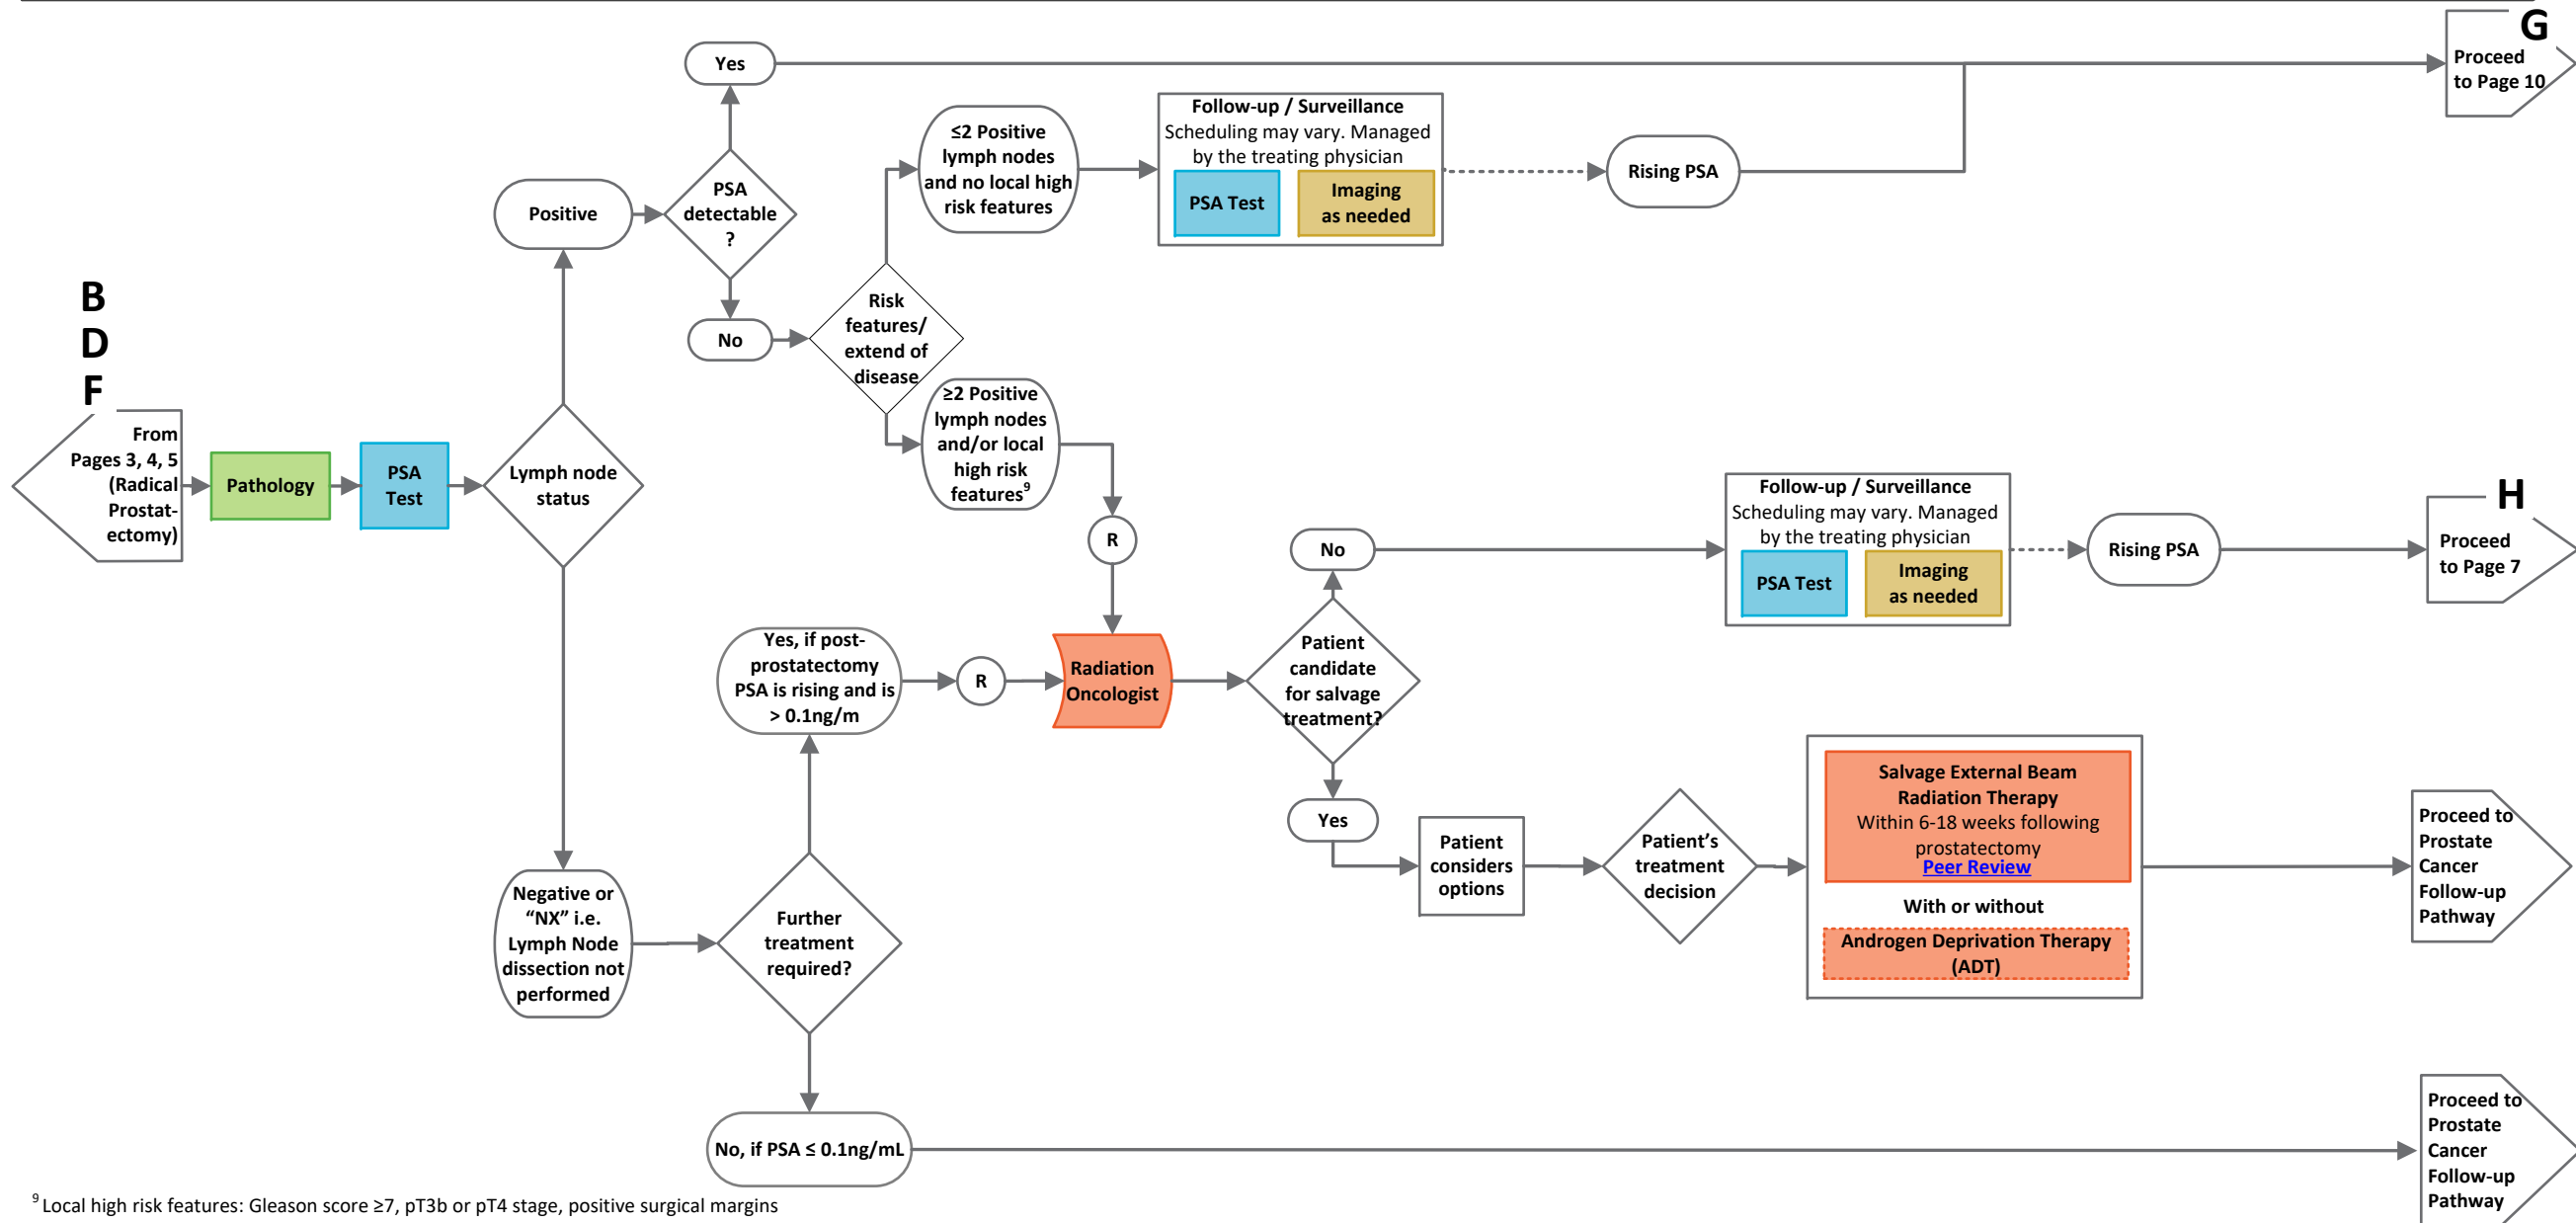 G
Proceed
to Page 10
Yes
≤2 Positive
lymph nodes
and no local high
risk features
Follow-up / Surveillance
Scheduling may vary. Managed
by the treating physician
PSA Test
Imaging
as needed
Rising PSA
Positive
PSA
detectable
?
No
Risk
features/
extend of
disease
B
D
F
From
Pages 3, 4, 5
(Radical
Prostat-
ectomy)
Pathology
PSA
Test
Lymph node
status
≥2 Positive
lymph nodes
and/or local
high risk
features⁹
R
No
Follow-up / Surveillance
Scheduling may vary. Managed
by the treating physician
PSA Test
Imaging
as needed
Rising PSA
H
Proceed
to Page 7
Yes, if post-
prostatectomy
PSA is rising and is
> 0.1ng/m
R
Radiation
Oncologist
Patient
candidate
for salvage
treatment?
Yes
Patient
considers
options
Patient’s
treatment
decision
Salvage External Beam
Radiation Therapy
Within 6-18 weeks following
prostatectomy
Peer Review
With or without
Androgen Deprivation Therapy
(ADT)
Proceed to
Prostate
Cancer
Follow-up
Pathway
Negative or
“NX” i.e.
Lymph Node
dissection not
performed
Further
treatment
required?
No, if PSA ≤ 0.1ng/mL
Proceed to
Prostate
Cancer
Follow-up
Pathway
⁹ Local high risk features: Gleason score ≥7, pT3b or pT4 stage, positive surgical margins